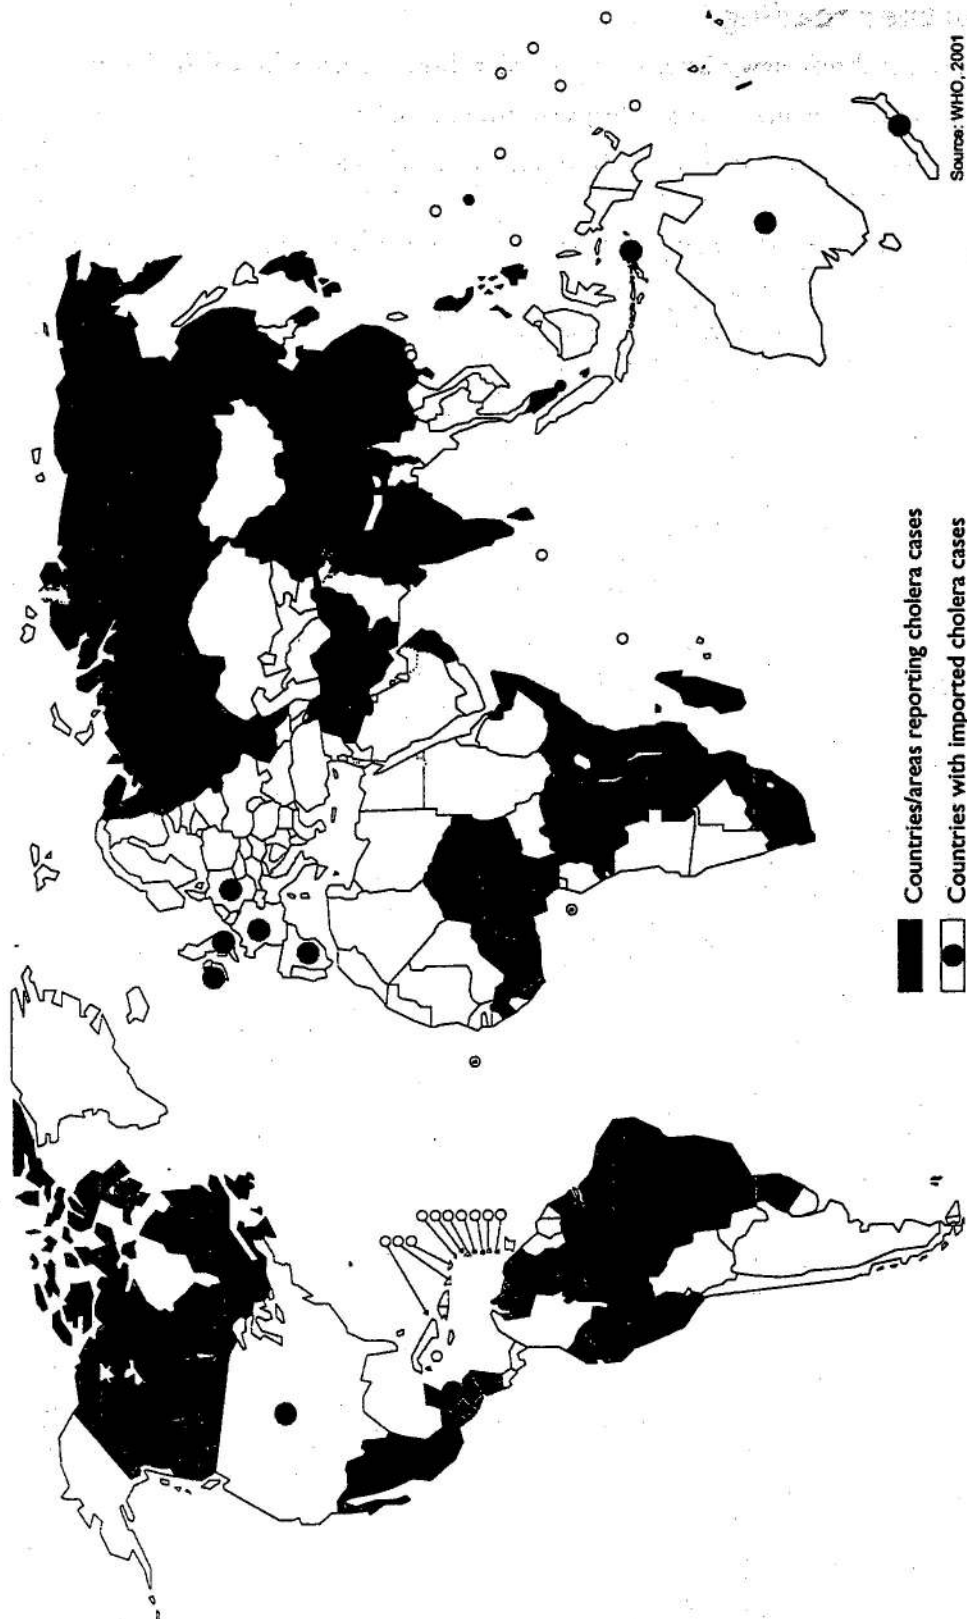 Countries/areas reporting cholera cases
Countries with imported cholera cases
Source: WHO, 2001